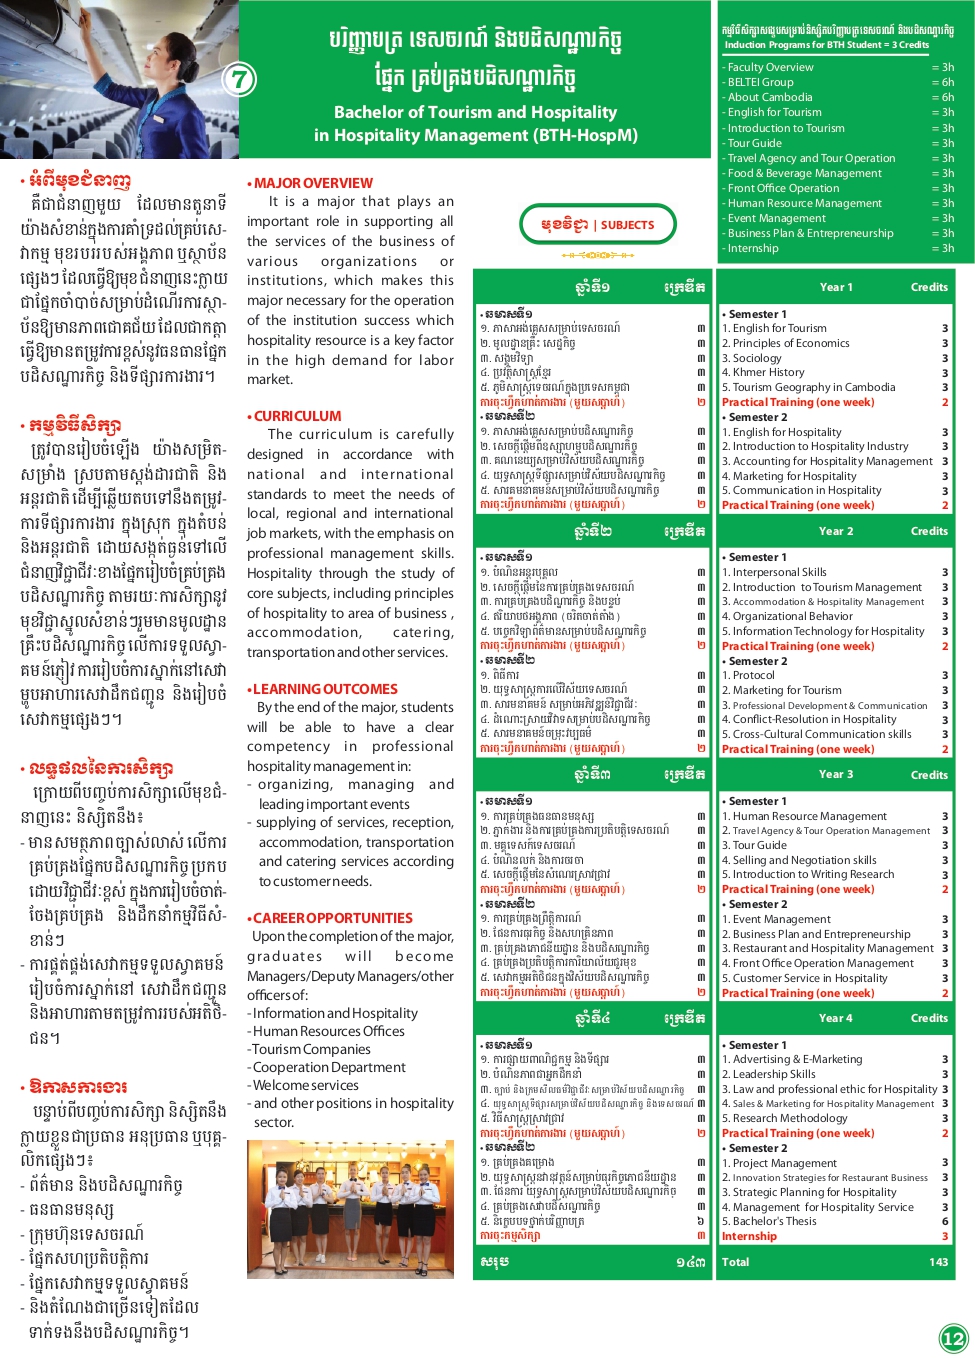 7
បរិញ្ញាបត្រ ទេសចរណ៍ និងបដិសណ្ឋារកិច្ច
ផ្នែក គ្រប់គ្រងបដិសណ្ឋារកិច្ច
Bachelor of Tourism and Hospitality
in Hospitality Management (BTH-HospM)
កម្មវិធីសិក្សាសង្ខេបសម្រាប់និស្សិតបរិញ្ញាបត្រទេសចរណ៍ និងបដិសណ្ឋារកិច្ច
Induction Programs for BTH Student = 3 Credits
- Faculty Overview = 3h
- BELTEI Group = 6h
- About Cambodia = 6h
- English for Tourism = 3h
- Introduction to Tourism = 3h
- Tour Guide = 3h
- Travel Agency and Tour Operation = 3h
- Food & Beverage Management = 3h
- Front Office Operation = 3h
- Human Resource Management = 3h
- Event Management = 3h
- Business Plan & Entrepreneurship = 3h
- Internship = 3h
• អំពីមុខជំនាញ
គឺជាជំនាញមួយ ដែលមានតួនាទី
យ៉ាងសំខាន់ក្នុងការគាំទ្រដល់គ្រប់សេ-
វាកម្ម មុខរបររបស់អង្គភាព ឬស្ថាប័ន
ផ្សេងៗ ដែលធ្វើឱ្យមុខជំនាញនេះក្លាយ
ជាផ្នែកចាំបាច់សម្រាប់ដំណើរការស្ថា-
ប័នឱ្យមានភាពជោគជ័យ ដែលជាកត្តា
ធ្វើឱ្យមានតម្រូវការខ្ពស់នូវធនធានផ្នែក
បដិសណ្ឋារកិច្ច និងទីផ្សារការងារ។
• កម្មវិធីសិក្សា
ត្រូវបានរៀបចំឡើង យ៉ាងសម្រិត-
សម្រាំង ស្របតាមស្តង់ដារជាតិ និង
អន្តរជាតិ ដើម្បីឆ្លើយតបទៅនឹងតម្រូវ-
ការទីផ្សារការងារ ក្នុងស្រុក ក្នុងតំបន់
និងអន្តរជាតិ ដោយសង្កត់ធ្ងន់ទៅលើ
ជំនាញវិជ្ជាជីវៈខាងផ្នែករៀបចំគ្រប់គ្រង
បដិសណ្ឋារកិច្ច តាមរយៈការសិក្សានូវ
មុខវិជ្ជាស្នូលសំខាន់ៗរួមមានមូលដ្ឋាន
គ្រឹះបដិសណ្ឋារកិច្ច លើការទទួលស្វា-
គមន៍ភ្ញៀវ ការរៀបចំការស្នាក់នៅសេវា
ម្ហូបអាហារសេវាដឹកជញ្ជូន និងរៀបចំ
សេវាកម្មផ្សេងៗ។
• លទ្ធផលនៃការសិក្សា
ក្រោយពីបញ្ចប់ការសិក្សាលើមុខជំ-
នាញនេះ និស្សិតនឹង៖
- មានសមត្ថភាពច្បាស់លាស់ លើការ
គ្រប់គ្រងផ្នែកបដិសណ្ឋារកិច្ច ប្រកប
ដោយវិជ្ជាជីវៈខ្ពស់ ក្នុងការរៀបចំចាត់-
ចែងគ្រប់គ្រង និងដឹកនាំកម្មវិធីសំ-
ខាន់ៗ
- ការផ្គត់ផ្គង់សេវាកម្មទទួលស្វាគមន៍
រៀបចំការស្នាក់នៅ សេវាដឹកជញ្ជូន
និងអាហារតាមតម្រូវការរបស់អតិថិ-
ជន។
• ឱកាសការងារ
បន្ទាប់ពីបញ្ចប់ការសិក្សា និស្សិតនឹង
ក្លាយខ្លួនជាប្រធាន អនុប្រធាន ឬបុគ្គ-
លិកផ្សេងៗ៖
- ព័ត៌មាន និងបដិសណ្ឋារកិច្ច
- ធនធានមនុស្ស
- ក្រុមហ៊ុនទេសចរណ៍
- ផ្នែកសហប្រតិបត្តិការ
- ផ្នែកសេវាកម្មទទួលស្វាគមន៍
- និងតំណែងជាច្រើនទៀតដែល
ទាក់ទងនឹងបដិសណ្ឋារកិច្ច។
• MAJOR OVERVIEW
It is a major that plays an
important role in supporting all
the services of the business of
various organizations or
institutions, which makes this
major necessary for the operation
of the institution success which
hospitality resource is a key factor
in the high demand for labor
market.
• CURRICULUM
The curriculum is carefully
designed in accordance with
national and international
standards to meet the needs of
local, regional and international
job markets, with the emphasis on
professional management skills.
Hospitality through the study of
core subjects, including principles
of hospitality to area of business ,
accommodation, catering,
transportation and other services.
• LEARNING OUTCOMES
By the end of the major, students
will be able to have a clear
competency in professional
hospitality management in:
- organizing, managing and
leading important events
- supplying of services, reception,
accommodation, transportation
and catering services according
to customer needs.
• CAREER OPPORTUNITIES
Upon the completion of the major,
graduates will become
Managers/Deputy Managers/other
officers of:
- Information and Hospitality
- Human Resources Offices
- Tourism Companies
- Cooperation Department
- Welcome services
- and other positions in hospitality
sector.
មុខវិជ្ជា | SUBJECTS
ឆ្នាំទី១ ក្រេឌីត
• ឆមាសទី១
១. ភាសាអង់គ្លេសសម្រាប់ទេសចរណ៍ ៣
២. មូលដ្ឋានគ្រឹះ សេដ្ឋកិច្ច ៣
៣. សង្គមវិទ្យា ៣
៤. ប្រវត្តិសាស្ត្រខ្មែរ ៣
៥. ភូមិសាស្ត្រទេចរណ៍ក្នុងប្រទេសកម្ពុជា ៣
ការចុះហ្វឹកហាត់ការងារ (មួយសប្តាហ៍) ២
• ឆមាសទី២
១. ភាសាអង់គ្លេសសម្រាប់បដិសណ្ឋារកិច្ច ៣
២. សេចក្តីផ្តើមពីឧស្សាហកម្មបដិសណ្ឋារកិច្ច ៣
៣. គណនេយ្យសម្រាប់វិស័យបដិសណ្ឋារកិច្ច ៣
៤. យុទ្ធសាស្ត្រទីផ្សារសម្រាប់វិស័យបដិសណ្ឋារកិច្ច ៣
៥. សារគមនាគមន៍សម្រាប់វិស័យបដិសណ្ឋារកិច្ច ៣
ការចុះហ្វឹកហាត់ការងារ (មួយសប្តាហ៍) ២
ឆ្នាំទី២ ក្រេឌីត
• ឆមាសទី១
១. បំណិនអន្តរបុគ្គល ៣
២. សេចក្តីផ្តើមនៃការគ្រប់គ្រងទេសចរណ៍ ៣
៣. ការគ្រប់គ្រងបដិណ្ឋារកិច្ច និងបន្ទប់ ៣
៤. ឥរិយាបថអង្គភាព (ចរិតចាត់តាំង) ៣
៥. បច្ចេកវិទ្យាព័ត៌មានសម្រាប់បដិសណ្ឋារកិច្ច ៣
ការចុះហ្វឹកហាត់ការងារ (មួយសប្តាហ៍) ២
• ឆមាសទី២
១. ពិធីការ ៣
២. យុទ្ធសាស្ត្រការលើវិស័យទេសចរណ៍ ៣
៣. សារមនាគមន៍ សម្រាប់អភិវឌ្ឍន៍វិជ្ជាជីវៈ ៣
៤. ដំណោះស្រាយវិវាទសម្រាប់បដិសណ្ឋារកិច្ច ៣
៥. សារមនាគមន៍ចម្រុះវប្បធម៌ ៣
ការចុះហ្វឹកហាត់ការងារ (មួយសប្តាហ៍) ២
ឆ្នាំទី៣ ក្រេឌីត
• ឆមាសទី១
១. ការគ្រប់គ្រងធនធានមនុស្ស ៣
២. ភ្នាក់ងារ និងការគ្រប់គ្រងការប្រតិបត្តិទេសចរណ៍ ៣
៣. មគ្គុទេសក៍ទេសចរណ៍ ៣
៤. បំណិនលក់ និងការចរចា ៣
៥. សេចក្តីផ្តើមនៃសំណេរស្រាវជ្រាវ ៣
ការចុះហ្វឹកហាត់ការងារ (មួយសប្តាហ៍) ២
• ឆមាសទី២
១. ការគ្រប់គ្រងព្រឹត្តិការណ៍ ៣
២. ផែនការធុរកិច្ច និងសហគ្រិនភាព ៣
៣. គ្រប់គ្រងភោជនីយដ្ឋាន និងបដិសណ្ឋារកិច្ច ៣
៤. គ្រប់គ្រងប្រតិបត្តិការការិយាល័យជួរមុខ ៣
៥. សេវាកម្មអតិថិជនក្នុងវិស័យបដិសណ្ឋារកិច្ច ៣
ការចុះហ្វឹកហាត់ការងារ (មួយសប្តាហ៍) ២
ឆ្នាំទី៤ ក្រេឌីត
• ឆមាសទី១
១. ការផ្សាយពាណិជ្ជកម្ម និងទីផ្សារ ៣
២. បំណិនភាពជាអ្នកដឹកនាំ ៣
៣. ច្បាប់ និងក្រមសីលធម៌វិជ្ជាជីវៈសម្រាប់វិស័យបដិសណ្ឋារកិច្ច ៣
៤. យុទ្ធសាស្ត្រទីផ្សារសម្រាប់វិស័យបដិសណ្ឋារកិច្ច និងទេសចរណ៍ ៣
៥. វិធីសាស្ត្រស្រាវជ្រាវ ៣
ការចុះហ្វឹកហាត់ការងារ (មួយសប្តាហ៍) ២
• ឆមាសទី២
១. គ្រប់គ្រងគម្រោង ៣
២. យុទ្ធសាស្ត្រនវានុវត្តន៍សម្រាប់ធុរកិច្ចភោជនីយដ្ឋាន ៣
៣. ផែនការ យុទ្ធសាស្ត្រសម្រាប់វិស័យបដិសណ្ឋារកិច្ច ៣
៤. គ្រប់គ្រងសេវាបដិសណ្ឋារកិច្ច ៣
៥. និក្ខេបបទថ្នាក់បរិញ្ញាបត្រ ៦
ការចុះកម្មសិក្សា ៣
សរុប ១៤៣
Year 1 Credits
• Semester 1
1. English for Tourism 3
2. Principles of Economics 3
3. Sociology 3
4. Khmer History 3
5. Tourism Geography in Cambodia 3
Practical Training (one week) 2
• Semester 2
1. English for Hospitality 3
2. Introduction to Hospitality Industry 3
3. Accounting for Hospitality Management 3
4. Marketing for Hospitality 3
5. Communication in Hospitality 3
Practical Training (one week) 2
Year 2 Credits
• Semester 1
1. Interpersonal Skills 3
2. Introduction to Tourism Management 3
3. Accommodation & Hospitality Management 3
4. Organizational Behavior 3
5. Information Technology for Hospitality 3
Practical Training (one week) 2
• Semester 2
1. Protocol 3
2. Marketing for Tourism 3
3. Professional Development & Communication 3
4. Conflict-Resolution in Hospitality 3
5. Cross-Cultural Communication skills 3
Practical Training (one week) 2
Year 3 Credits
• Semester 1
1. Human Resource Management 3
2. Travel Agency & Tour Operation Management 3
3. Tour Guide 3
4. Selling and Negotiation skills 3
5. Introduction to Writing Research 3
Practical Training (one week) 2
• Semester 2
1. Event Management 3
2. Business Plan and Entrepreneurship 3
3. Restaurant and Hospitality Management 3
4. Front Office Operation Management 3
5. Customer Service in Hospitality 3
Practical Training (one week) 2
Year 4 Credits
• Semester 1
1. Advertising & E-Marketing 3
2. Leadership Skills 3
3. Law and professional ethic for Hospitality 3
4. Sales & Marketing for Hospitality Management 3
5. Research Methodology 3
Practical Training (one week) 2
• Semester 2
1. Project Management 3
2. Innovation Strategies for Restaurant Business 3
3. Strategic Planning for Hospitality 3
4. Management for Hospitality Service 3
5. Bachelor's Thesis 6
Internship 3
Total 143
12